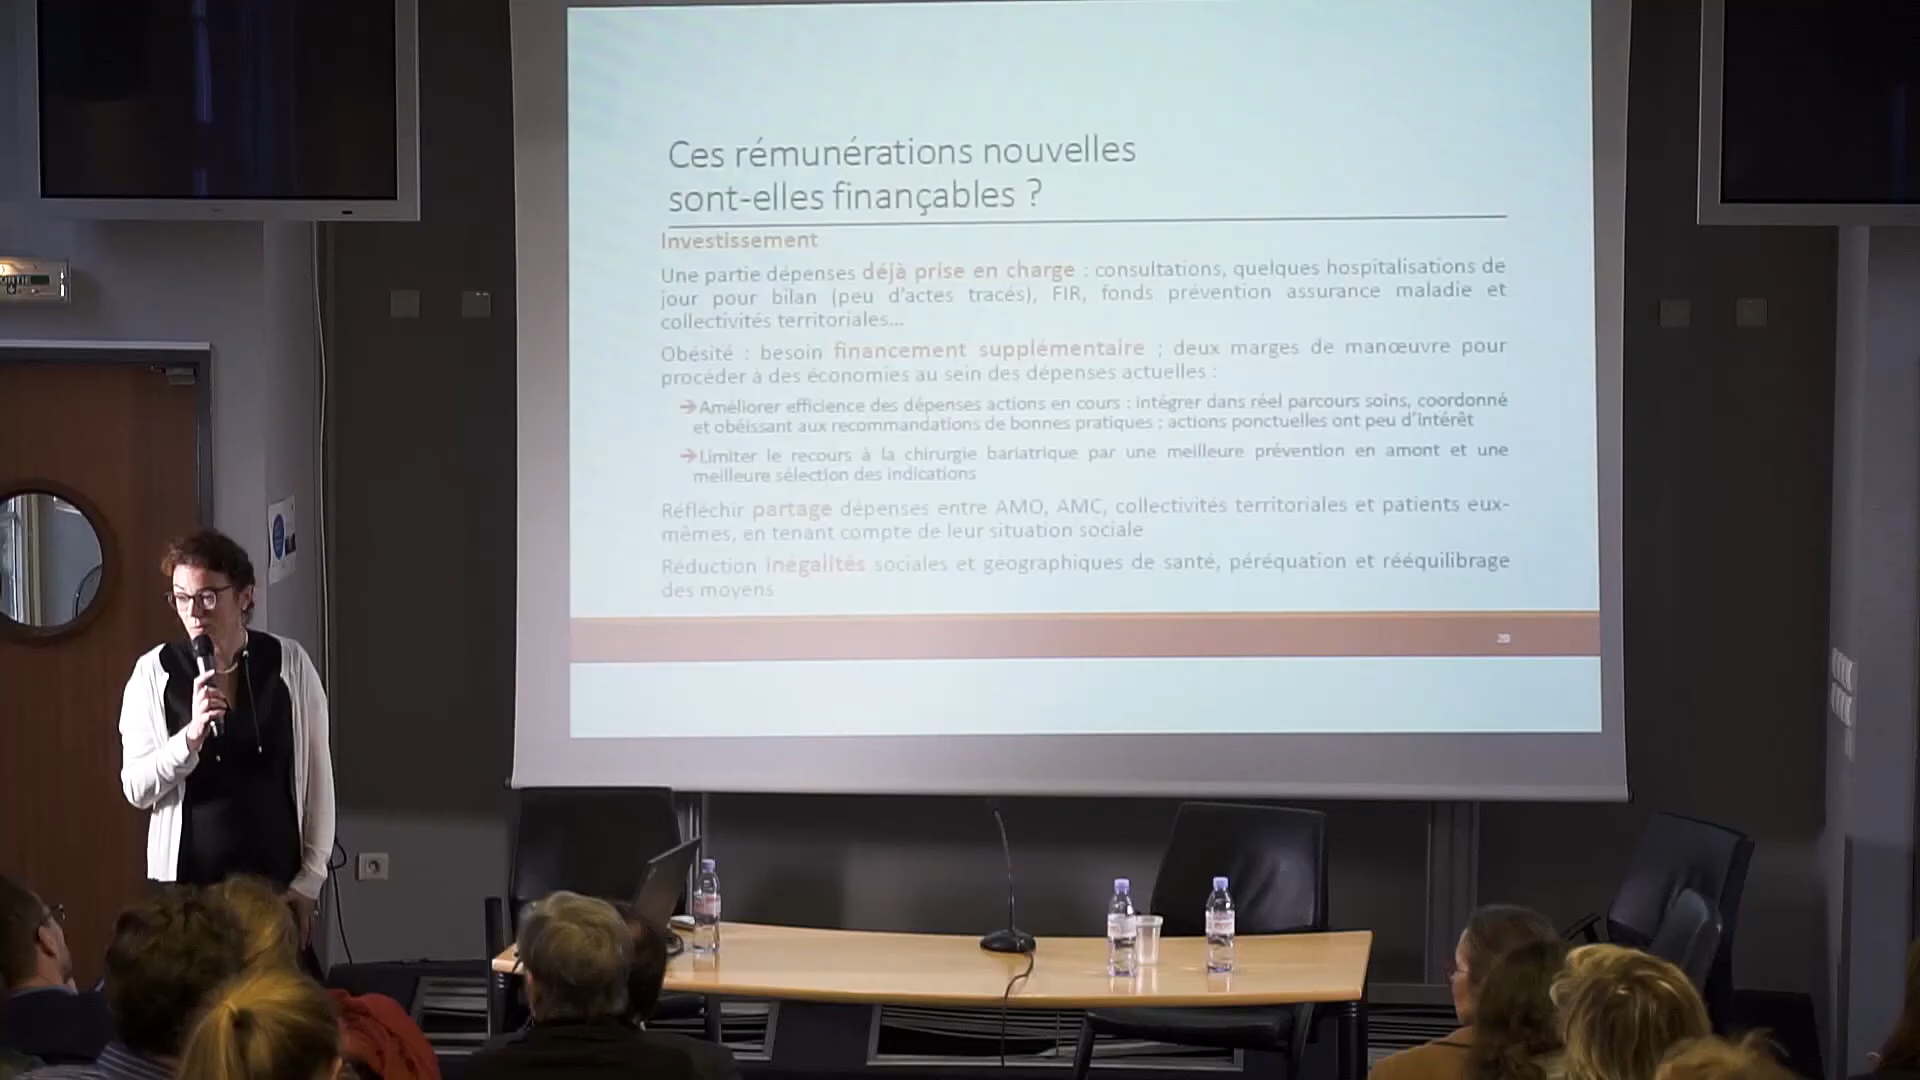 Ces rémunérations nouvelles
sont-elles finançables ?
Investissement
Une partie dépenses déjà prise en charge : consultations, quelques hospitalisations de
jour pour bilan (peu d'actes tracés), FIR, fonds prévention assurance maladie et
collectivités territoriales...
Obésité : besoin financement supplémentaire ; deux marges de manœuvre pour
procéder à des économies au sein des dépenses actuelles :
→Améliorer efficience des dépenses actions en cours : intégrer dans réel parcours soins, coordonné
et obéissant aux recommandations de bonnes pratiques ; actions ponctuelles ont peu d'intérêt
→Limiter le recours à la chirurgie bariatrique par une meilleure prévention en amont et une
meilleure sélection des indications
Réfléchir partage dépenses entre AMO, AMC, collectivités territoriales et patients eux-
mêmes, en tenant compte de leur situation sociale
Réduction inégalités sociales et géographiques de santé, péréquation et rééquilibrage
des moyens
20